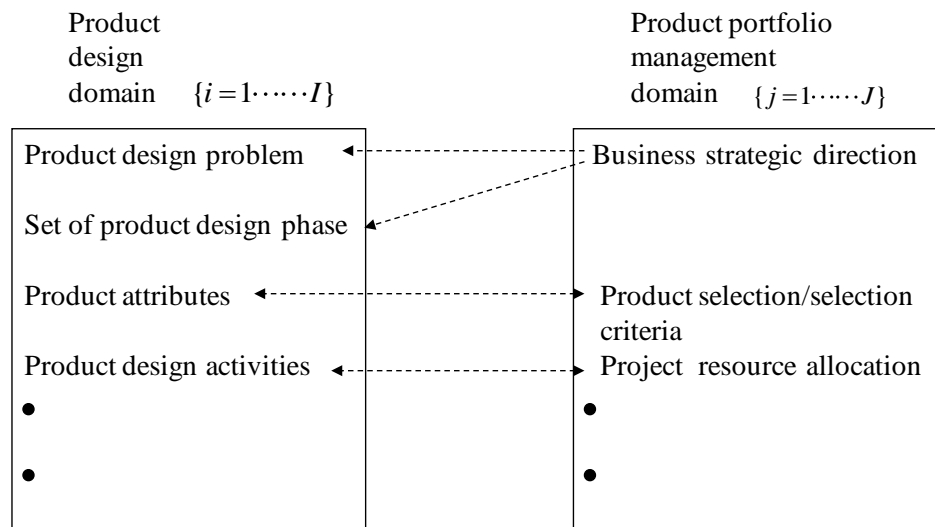 Product
design
domain {i = 1⋯⋯I}
Product portfolio
management
domain {j = 1⋯⋯J}
Product design problem
Set of product design phase
Product attributes
Product design activities
•
•
Business strategic direction
Product selection/selection
criteria
Project resource allocation
•
•